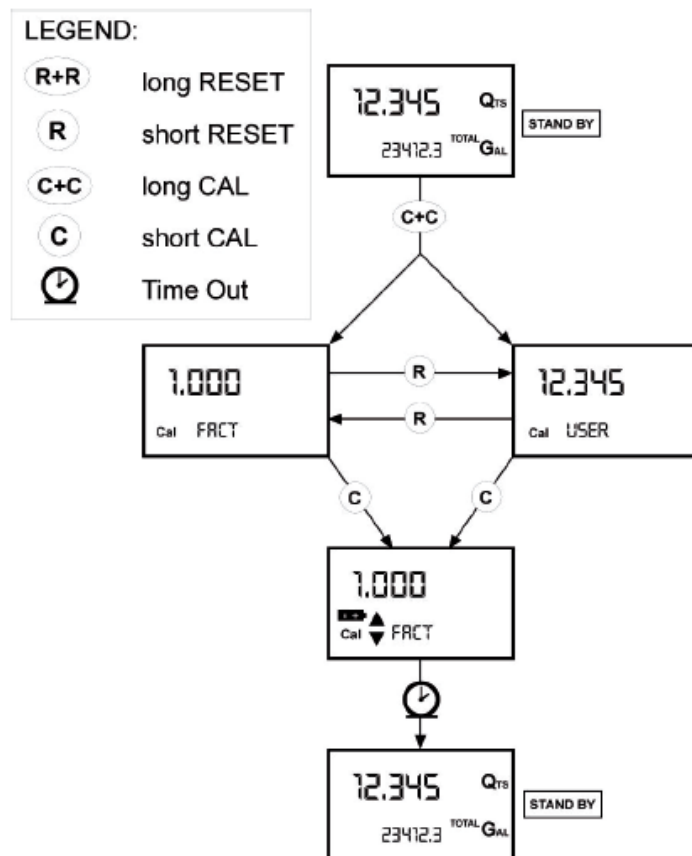 LEGEND:
R+R long RESET
R short RESET
C+C long CAL
C short CAL
Time Out
12.345 QTS
23412.3 TOTAL GAL
STAND BY
C+C
1.000
Cal FACT
R
R
12.345
Cal USER
C
C
1.000
Cal FACT
12.345 QTS
23412.3 TOTAL GAL
STAND BY